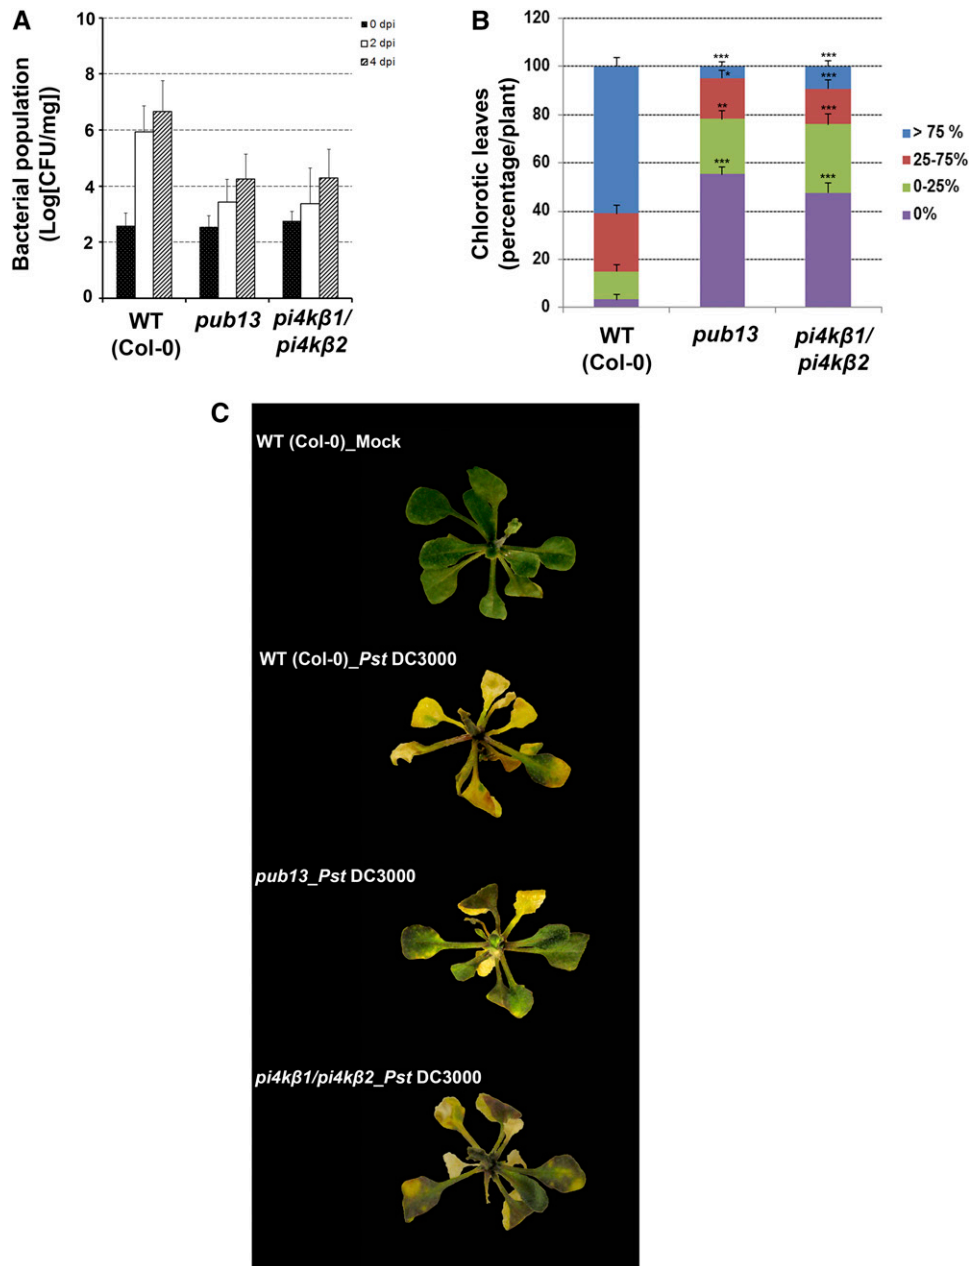 A
Bacterial population
(Log[CFU/mg])
10
8
6
4
2
0
0 dpi
2 dpi
4 dpi
WT
(Col-0)
pub13
pi4kβ1/
pi4kβ2
B
Chlorotic leaves
(percentage/plant)
120
100
80
60
40
20
0
***
*
**
***
***
***
***
***
> 75 %
25-75%
0-25%
0%
WT
(Col-0)
pub13
pi4kβ1/
pi4kβ2
C
WT (Col-0)_Mock
WT (Col-0)_Pst DC3000
pub13_Pst DC3000
pi4kβ1/pi4kβ2_Pst DC3000